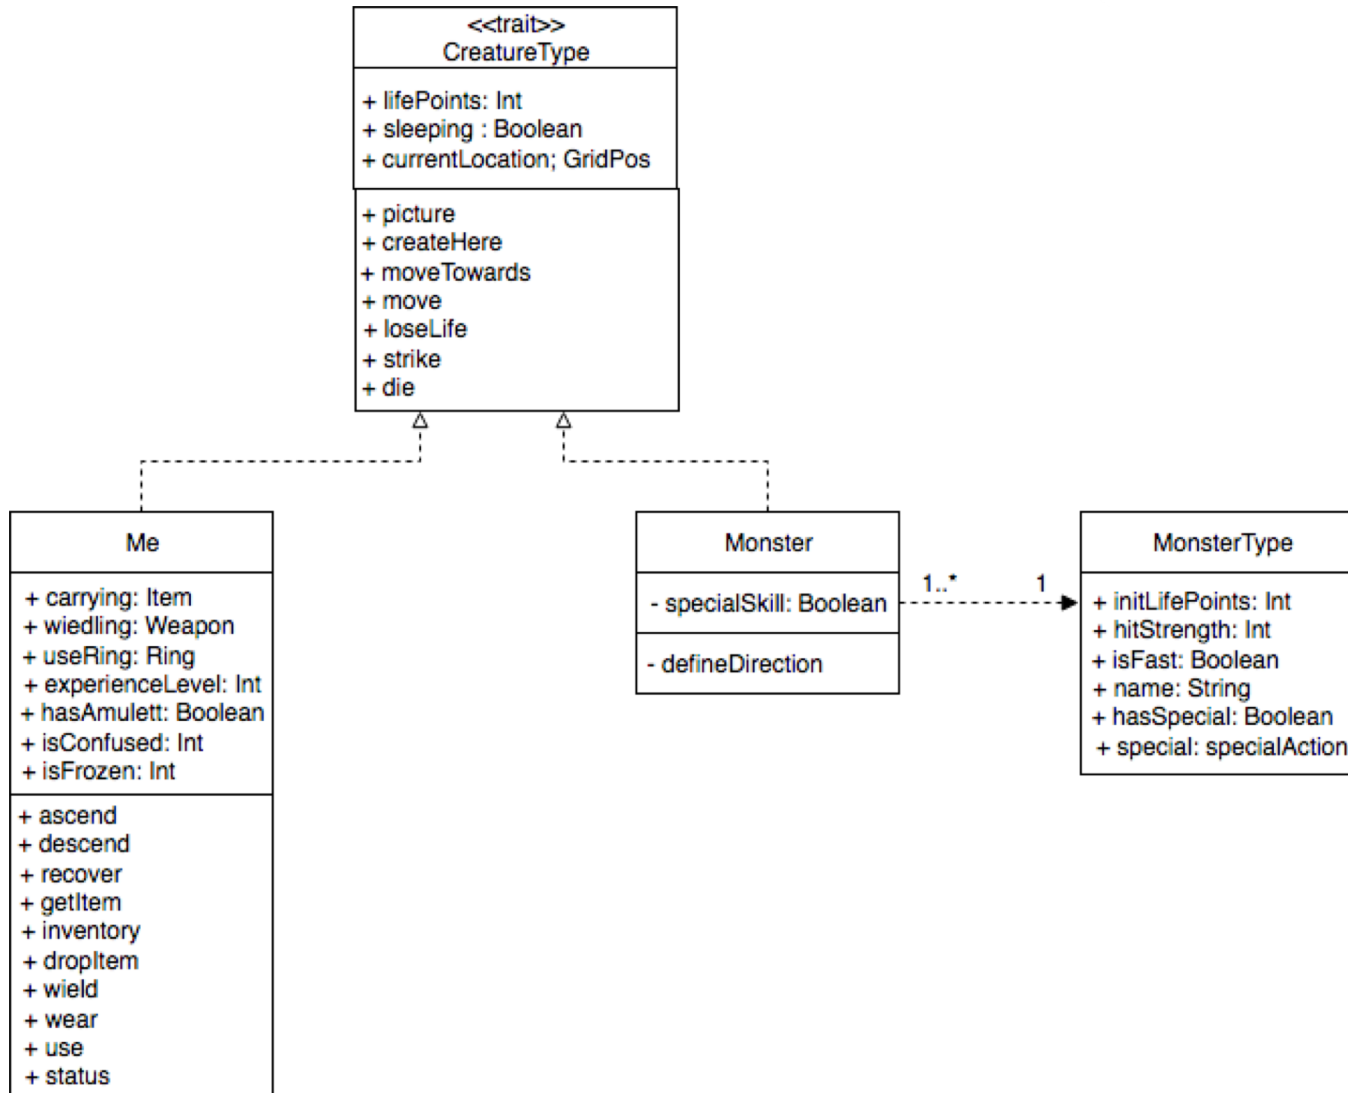 <<trait>>
CreatureType
+ lifePoints: Int
+ sleeping : Boolean
+ currentLocation; GridPos
+ picture
+ createHere
+ moveTowards
+ move
+ loseLife
+ strike
+ die
Me
+ carrying: Item
+ wiedling: Weapon
+ useRing: Ring
+ experienceLevel: Int
+ hasAmulett: Boolean
+ isConfused: Int
+ isFrozen: Int
+ ascend
+ descend
+ recover
+ getItem
+ inventory
+ dropItem
+ wield
+ wear
+ use
+ status
Monster
- specialSkill: Boolean
- defineDirection
1..*
1
MonsterType
+ initLifePoints: Int
+ hitStrength: Int
+ isFast: Boolean
+ name: String
+ hasSpecial: Boolean
+ special: specialAction